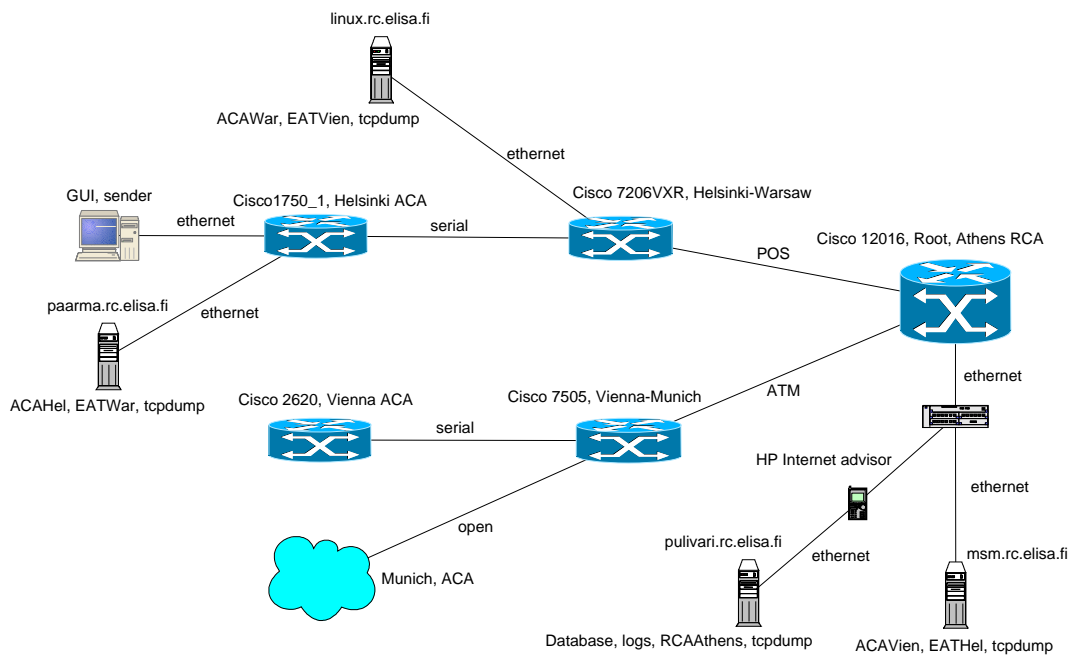 linux.rc.elisa.fi
ACAWar, EATVien, tcpdump
ethernet
GUI, sender
ethernet
Cisco1750_1, Helsinki ACA
serial
Cisco 7206VXR, Helsinki-Warsaw
POS
Cisco 12016, Root, Athens RCA
paarma.rc.elisa.fi
ethernet
ACAHel, EATWar, tcpdump
Cisco 2620, Vienna ACA
serial
Cisco 7505, Vienna-Munich
ATM
ethernet
HP Internet advisor
ethernet
open
Munich, ACA
pulivari.rc.elisa.fi
ethernet
msm.rc.elisa.fi
Database, logs, RCAAthens, tcpdump
ACAVien, EATHel, tcpdump